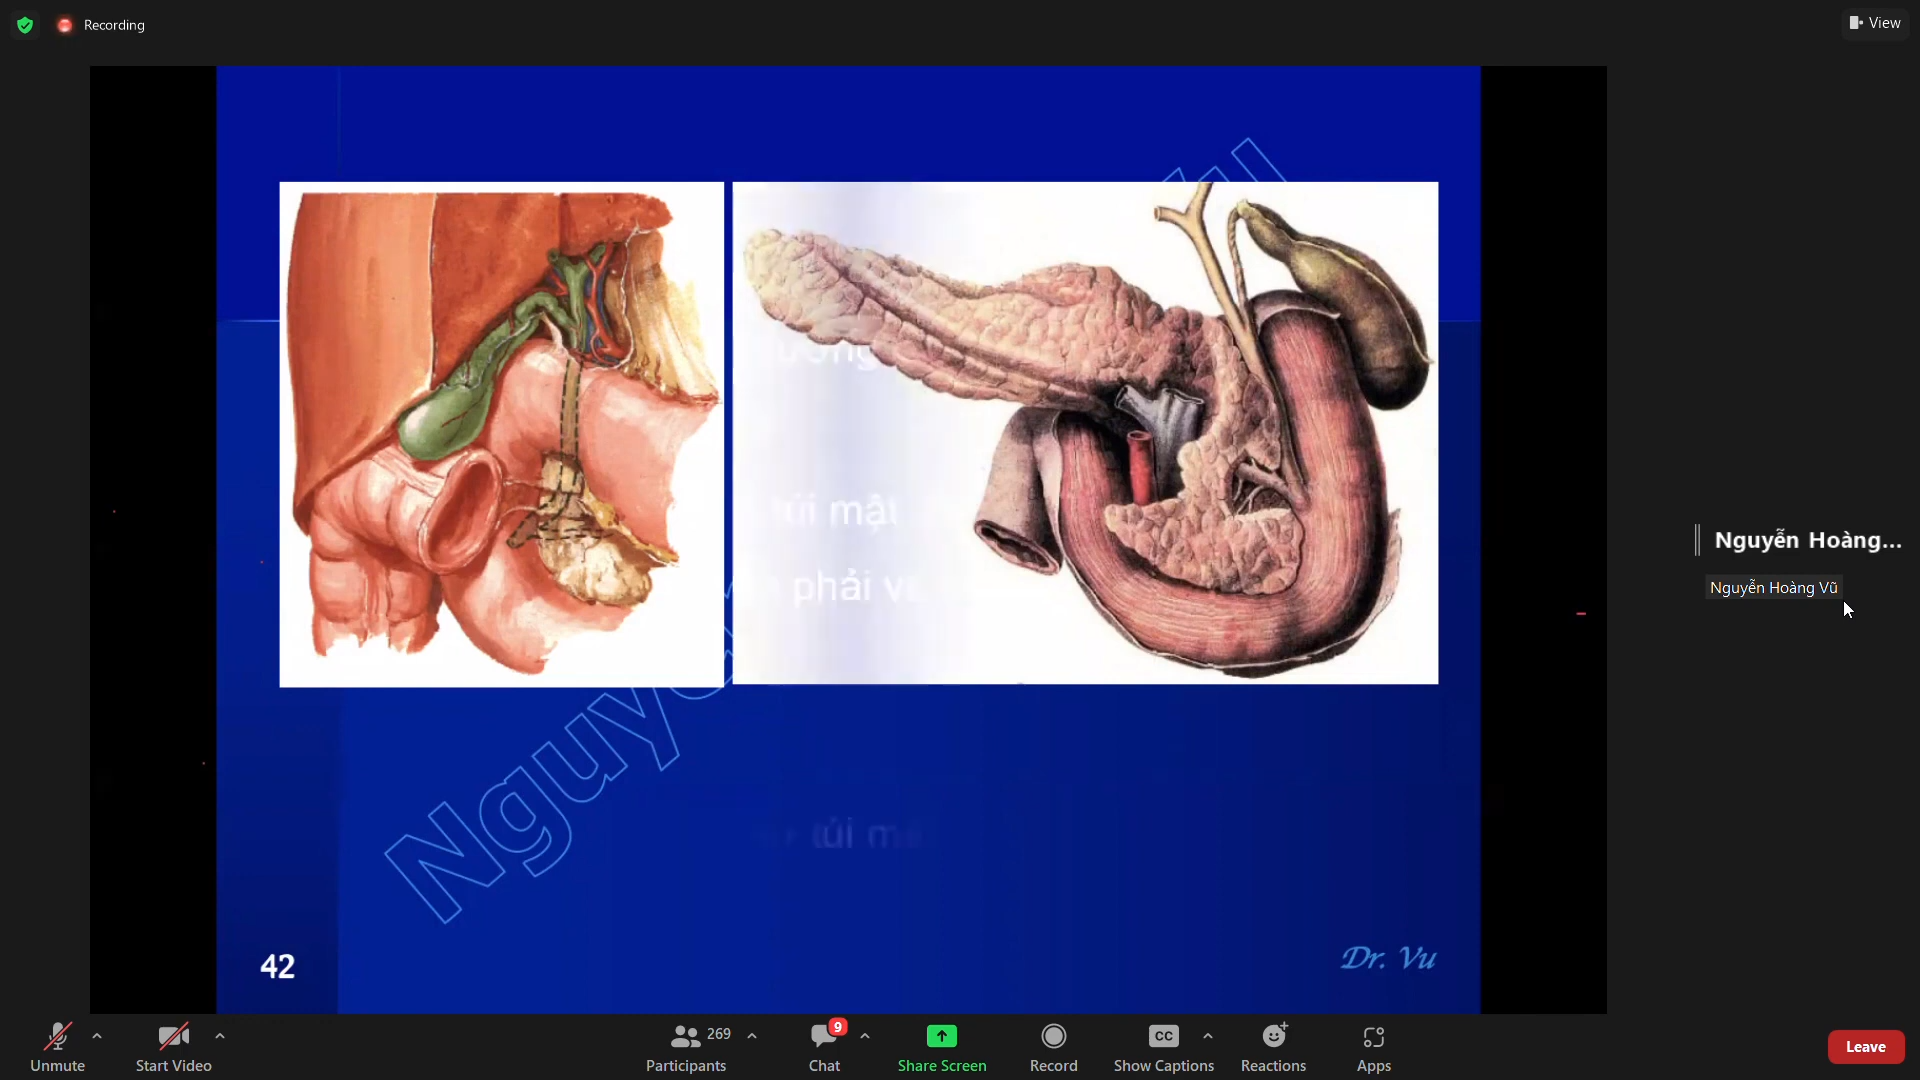 Recording
View
túi mật
phải
Nguy
túi
42
Dr. Vu
Nguyễn Hoàng...
Nguyễn Hoàng Vũ
Unmute
Start Video
Participants
269
Chat
9
Share Screen
Record
CC
Show Captions
Reactions
Apps
Leave